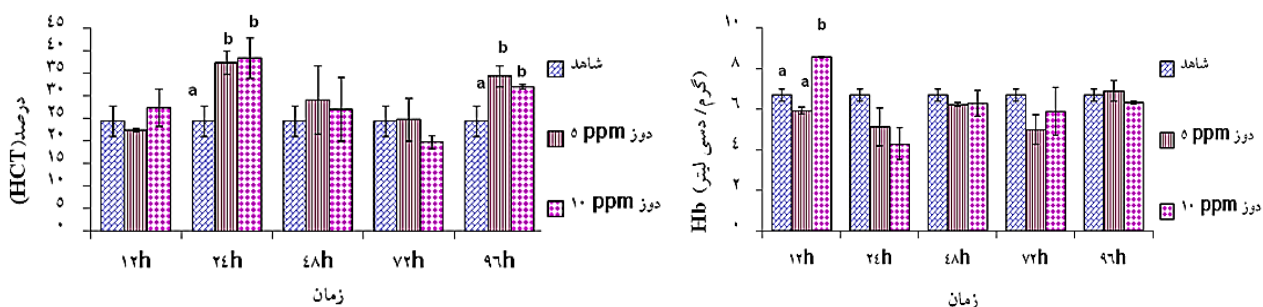 درصد(HCT)
۴۵
۴۰
۳۵
۳۰
۲۵
۲۰
۱۵
۱۰
۵
۰
a
b
b
a
b
b
۱۲h
۲۴h
۴۸h
۷۲h
۹۶h
زمان
شاهد
دوز ۵ ppm
دوز ۱۰ ppm
Hb (گرم/ دسی لیتر)
۱۰
۸
۶
۴
۲
۰
a
a
b
۱۲h
۲۴h
۴۸h
۷۲h
۹۶h
زمان
شاهد
دوز ۵ ppm
دوز ۱۰ ppm